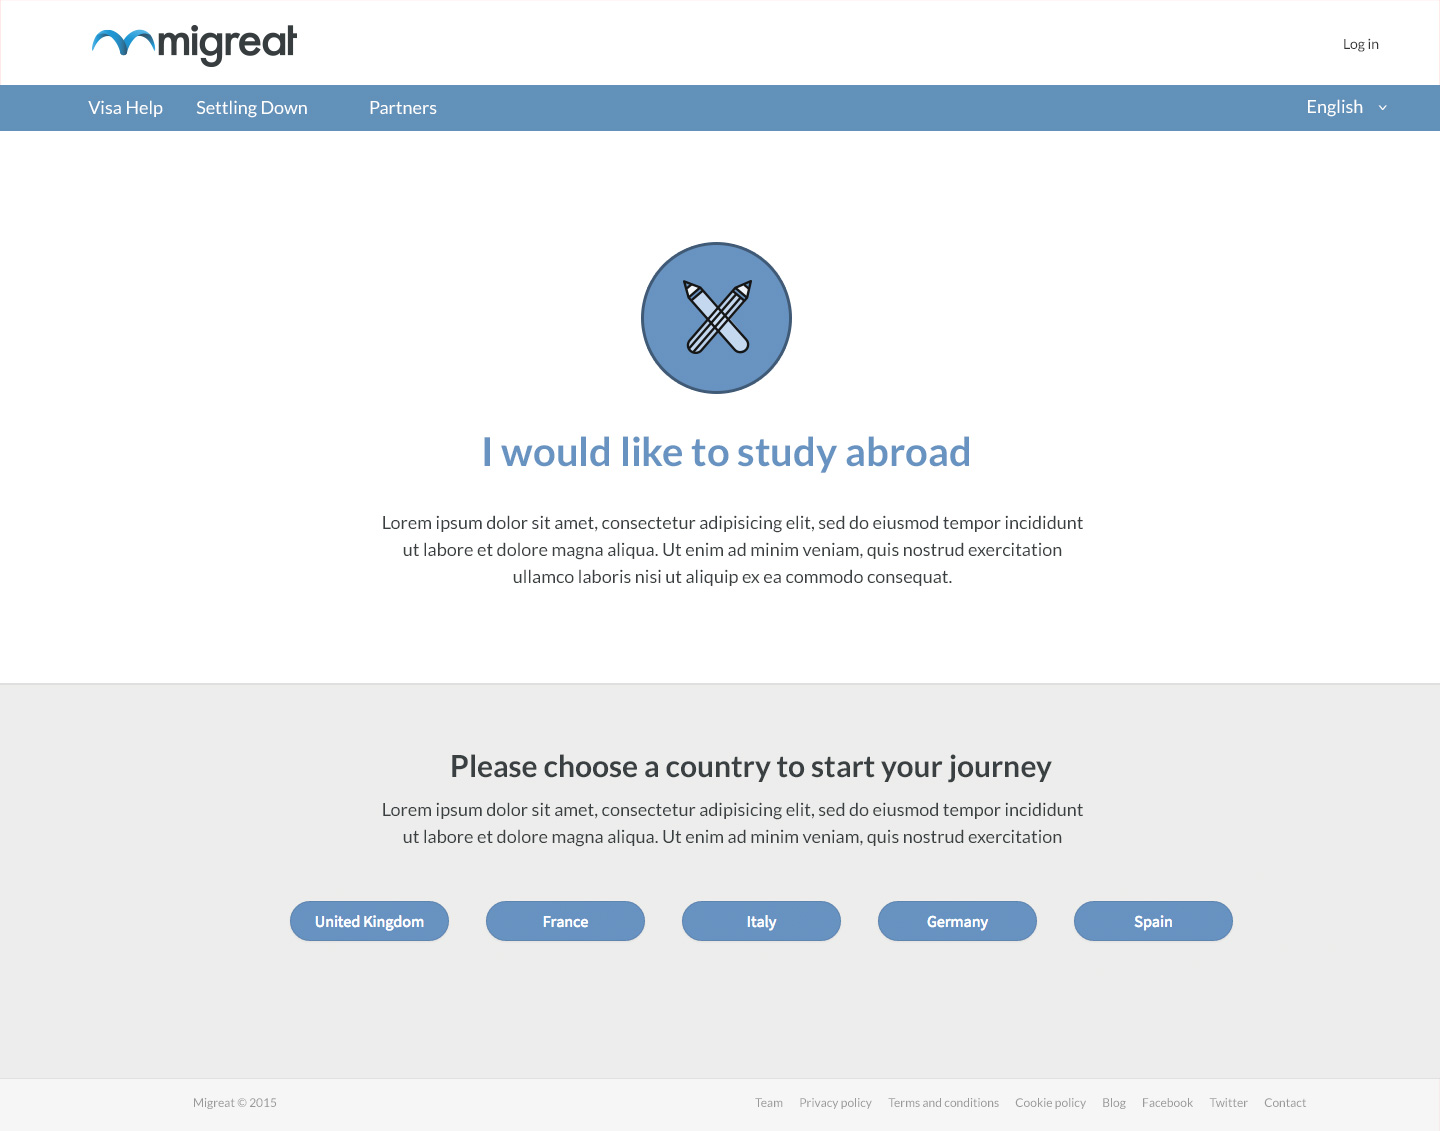 migreat
Log in
Visa Help Settling Down Partners English
I would like to study abroad
Lorem ipsum dolor sit amet, consectetur adipisicing elit, sed do eiusmod tempor incididunt
ut labore et dolore magna aliqua. Ut enim ad minim veniam, quis nostrud exercitation
ullamco laboris nisi ut aliquip ex ea commodo consequat.
Please choose a country to start your journey
Lorem ipsum dolor sit amet, consectetur adipisicing elit, sed do eiusmod tempor incididunt
ut labore et dolore magna aliqua. Ut enim ad minim veniam, quis nostrud exercitation
United Kingdom France Italy Germany Spain
Migreat © 2015 Team Privacy policy Terms and conditions Cookie policy Blog Facebook Twitter Contact